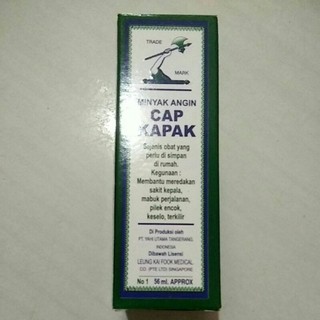 TRADE
MARK
MINYAK ANGIN
CAP
KAPAK
Sejenis obat yang
perlu di simpan
di rumah.
Kegunaan :
Membantu meredakan
sakit kepala,
mabuk perjalanan,
pilek encok,
keselo, terkilir
Di Produksi oleh
UTAMA TANGERANG
INDONESIA
Dibawah Lisensi
LEUNG KAI FOOK MEDICAL
CO. (PTE LTD) SINGAPORE
No 1 56 ml. APPROX